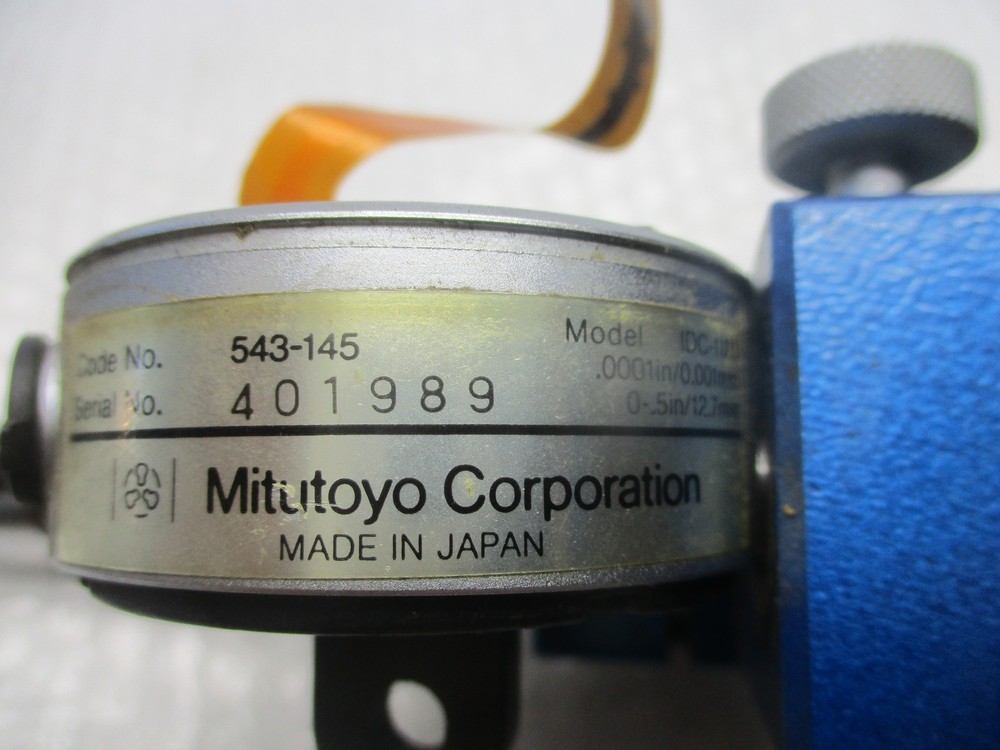 Code No. 543-145 Model
.0001in/0.001mm
Serial No. 401989 0-.5in/12.7mm
Mitutoyo Corporation
MADE IN JAPAN